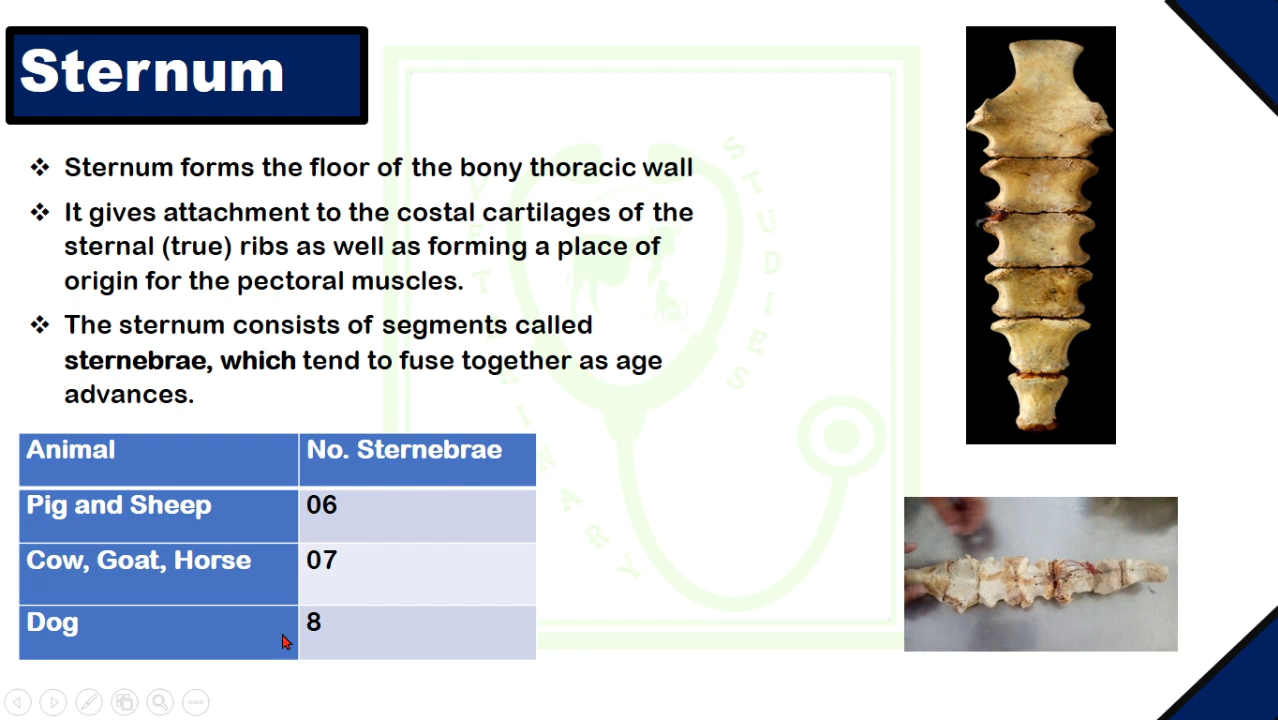 Sternum
❖ Sternum forms the floor of the bony thoracic wall
❖ It gives attachment to the costal cartilages of the
sternal (true) ribs as well as forming a place of
origin for the pectoral muscles.
❖ The sternum consists of segments called
sternebrae, which tend to fuse together as age
advances.
Animal No. Sternebrae
Pig and Sheep 06
Cow, Goat, Horse 07
Dog 8
VETERINARY
STUDIES